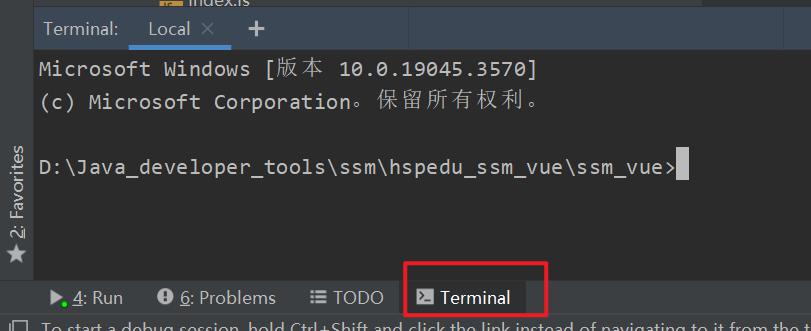 index.js
Terminal: Local
Microsoft Windows [版本 10.0.19045.3570]
(c) Microsoft Corporation。保留所有权利。
D:\Java_developer_tools\ssm\hspedu_ssm_vue\ssm_vue>
2: Favorites
4: Run 6: Problems TODO Terminal
To start a debug session, hold Ctrl+Shift and click the link instead of navigating to it from the